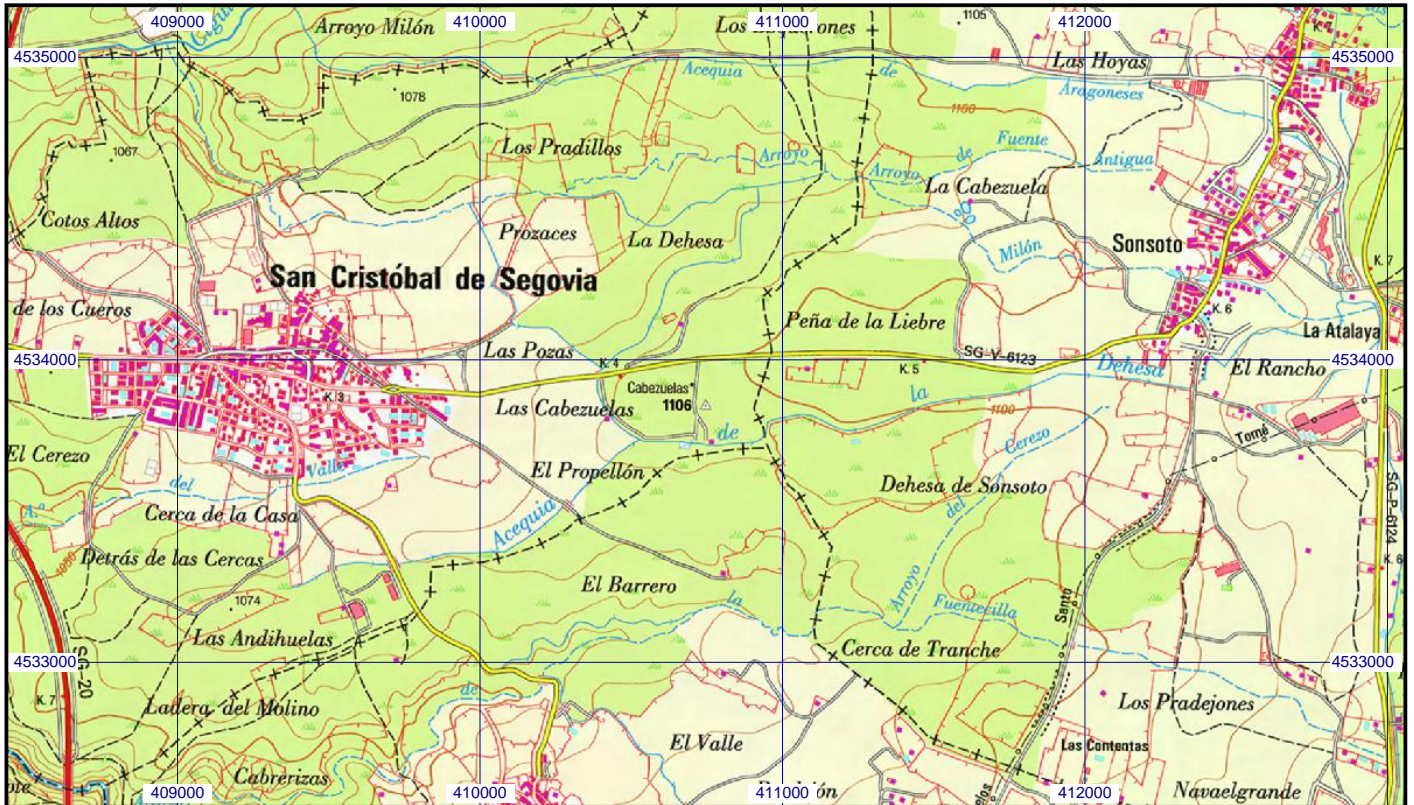 409000 410000 411000 412000
Arroyo Milón
1105
K. 7
4535000 4535000
Las Hoyas
Acequia de Aragoneses
1078
1100
1067
Los Pradillos
Arroyo
Arroyo de Fuente Antigua
La Cabezuela
Cotos Altos
Prozaces
La Dehesa
Milón
Sonsoto
K. 7
San Cristóbal de Segovia
de los Cueros
Peña de la Liebre
K. 6
La Atalaya
Las Pozas
SG-V-6123
4534000 4534000
K. 4
K. 5
Dehesa
El Rancho
Cabezuelas
1106
K. 3
Las Cabezuelas
la
1100
de
Tomé
Cerezo
El Cerezo
Valle
El Propellón
del
Dehesa de Sonsoto
SG-P-6124
A.º
Cerca de la Casa
del
Acequia
Detrás de las Cercas
K. 6
El Barrero
Arroyo
1074
la
Fuentecilla
Santo
Las Andihuelas
Cerca de Tranche
4533000 4533000
SG-20
de
K. 7
Ladera del Molino
Los Pradejones
El Valle
Las Contentas
Cabrerizas
Navaelgrande
409000 410000 411000 412000